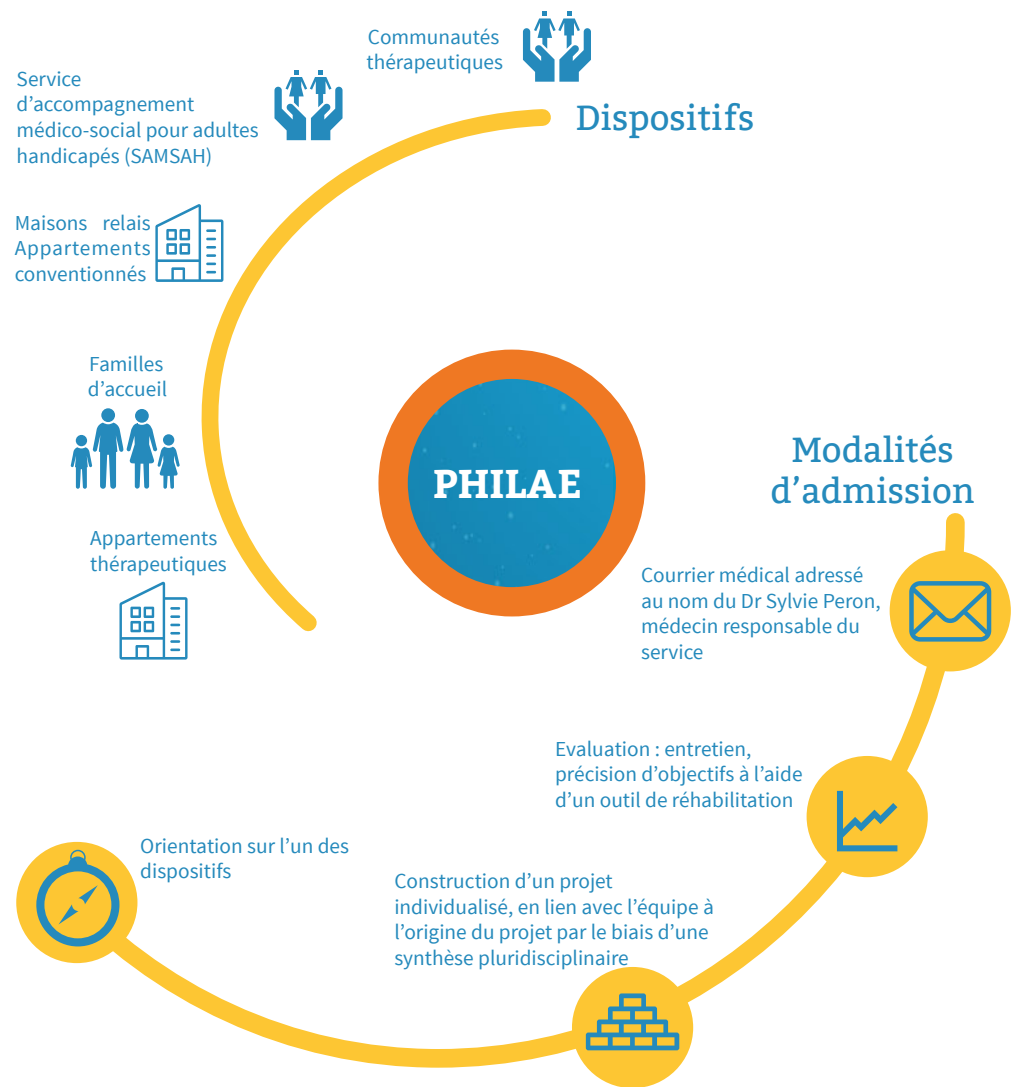 Communautés
thérapeutiques
Dispositifs
Service
d’accompagnement
médico-social pour adultes
handicapés (SAMSAH)
Maisons relais
Appartements
conventionnés
Familles
d’accueil
Appartements
thérapeutiques
PHILAE
Modalités
d’admission
Courrier médical adressé
au nom du Dr Sylvie Peron,
médecin responsable du
service
Evaluation : entretien,
précision d’objectifs à l’aide
d’un outil de réhabilitation
Construction d’un projet
individualisé, en lien avec l’équipe à
l’origine du projet par le biais d’une
synthèse pluridisciplinaire
Orientation sur l’un des
dispositifs